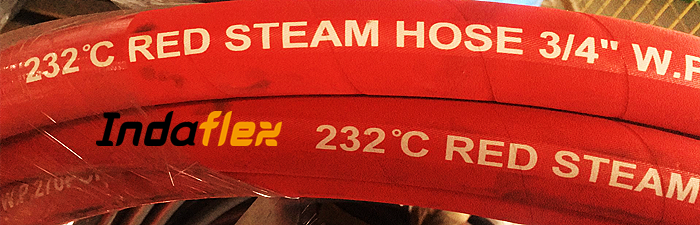 232°C RED STEAM HOSE 3/4" W.P
Indaflex
232°C RED STEAM
W.P